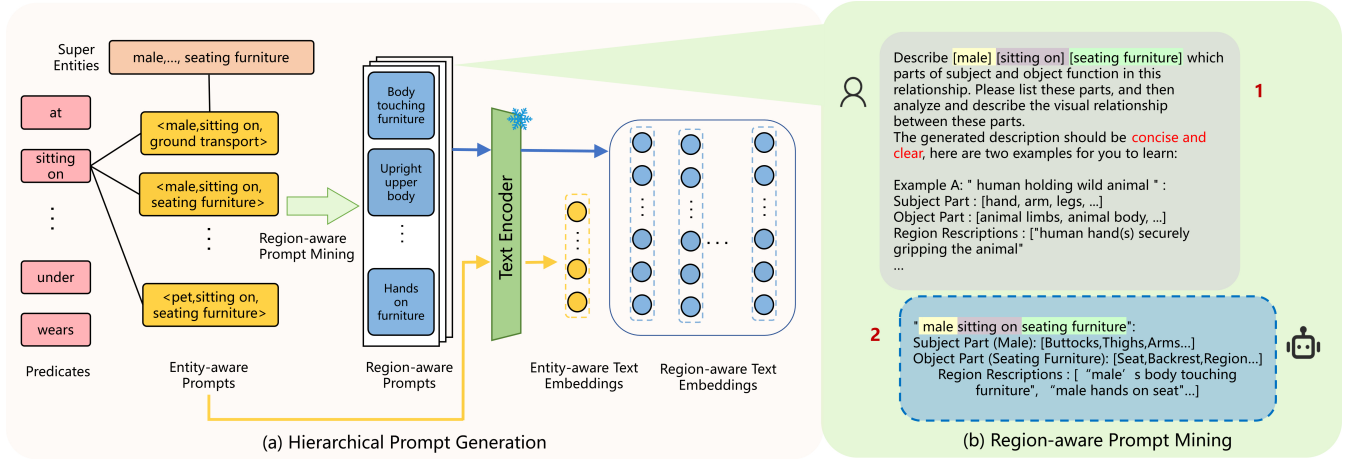 Super
Entities
male,..., seating furniture
at
sitting
on
under
wears
Predicates
<male,sitting on,
ground transport>
<male,sitting on,
seating furniture>
<pet,sitting on,
seating furniture>
Entity-aware
Prompts
Region-aware
Prompt Mining
Body
touching
furniture
Upright
upper
body
Hands
on
furniture
Region-aware
Prompts
Text Encoder
Entity-aware Text
Embeddings
Region-aware Text
Embeddings
(a) Hierarchical Prompt Generation
Describe [male] [sitting on] [seating furniture] which
parts of subject and object function in this
relationship. Please list these parts, and then
analyze and describe the visual relationship
between these parts.
The generated description should be concise and
clear, here are two examples for you to learn:
Example A: " human holding wild animal " :
Subject Part : [hand, arm, legs, ...]
Object Part : [animal limbs, animal body, ...]
Region Rescriptions : ["human hand(s) securely
gripping the animal"
...
1
2
" male sitting on seating furniture":
Subject Part (Male): [Buttocks,Thighs,Arms...]
Object Part (Seating Furniture): [Seat,Backrest,Region...]
Region Rescriptions : [ “male’ s body touching
furniture", “male hands on seat"...]
(b) Region-aware Prompt Mining